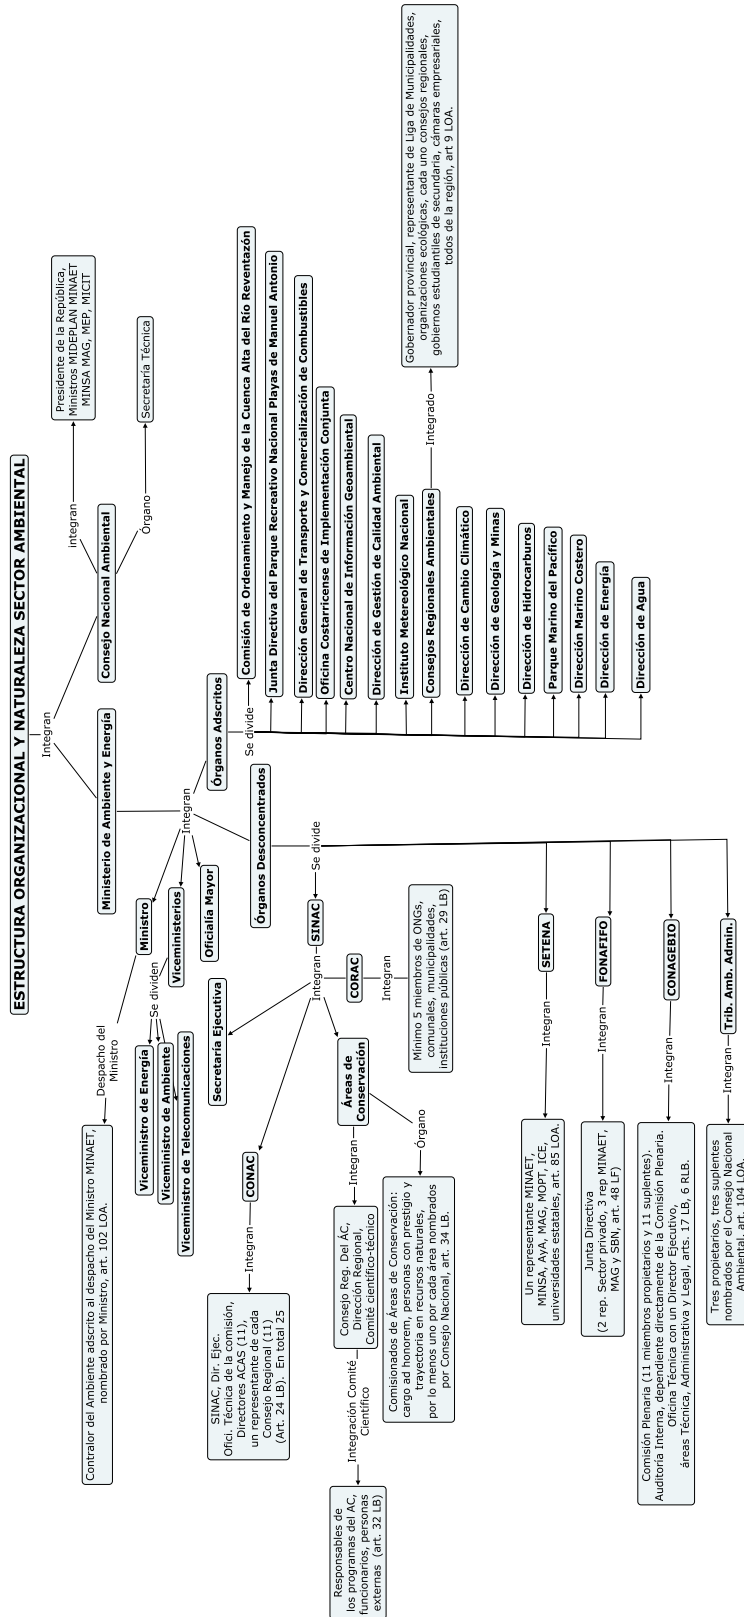 ESTRUCTURA ORGANIZACIONAL Y NATURALEZA SECTOR AMBIENTAL
Integran
Ministerio de Ambiente y Energía
Consejo Nacional Ambiental
integran
Presidente de la República,
Ministros MIDEPLAN MINAET
MINSA MAG, MEP, MICIT
Órgano
Secretaría Técnica
Integran
Ministro
Despacho del
Ministro
Contralor del Ambiente adscrito al despacho del Ministro MINAET,
nombrado por Ministro, art. 102 LOA.
Viceministerios
Se dividen
Viceministro de Energía
Viceministro de Ambiente
Viceministro de Telecomunicaciones
Oficialía Mayor
Órganos Desconcentrados
Se divide
SINAC
Integran
Secretaría Ejecutiva
CONAC
Integran
SINAC, Dir. Ejec.
Ofici. Técnica de la comisión,
Directores ACAS (11),
un representante de cada
Consejo Regional (11)
(Art. 24 LB). En total 25
Áreas de
Conservación
Integran
Consejo Reg. Del ÁC,
Dirección Regional,
Comité científico-técnico
Integración Comité
Científico
Responsables de
los programas del AC,
funcionarios, personas
externas (art. 32 LB)
Órgano
Comisionados de Áreas de Conservación:
cargo ad honorem, personas con prestigio y
trayectoria en recursos naturales,
por lo menos uno por cada área nombrados
por Consejo Nacional, art. 34 LB.
CORAC
Integran
Mínimo 5 miembros de ONGs,
comunales, municipalidades,
instituciones públicas (art. 29 LB)
SETENA
Integran
Un representante MINAET,
MINSA, AyA, MAG, MOPT, ICE,
universidades estatales, art. 85 LOA.
FONAFIFO
Integran
Junta Directiva
(2 rep. Sector privado, 3 rep MINAET,
MAG y SBN, art. 48 LF)
CONAGEBIO
Integran
Comisión Plenaria (11 miembros propietarios y 11 suplentes).
Auditoría Interna, dependiente directamente de la Comisión Plenaria.
Oficina Técnica con un Director Ejecutivo,
áreas Técnica, Administrativa y Legal, arts. 17 LB, 6 RLB.
Trib. Amb. Admin.
Integran
Tres propietarios, tres suplentes
nombrados por el Consejo Nacional
Ambiental, art. 104 LOA.
Órganos Adscritos
Se divide
Comisión de Ordenamiento y Manejo de la Cuenca Alta del Río Reventazón
Junta Directiva del Parque Recreativo Nacional Playas de Manuel Antonio
Dirección General de Transporte y Comercialización de Combustibles
Oficina Costarricense de Implementación Conjunta
Centro Nacional de Información Geoambiental
Dirección de Gestión de Calidad Ambiental
Instituto Metereológico Nacional
Consejos Regionales Ambientales
Integrado
Gobernador provincial, representante de Liga de Municipalidades,
organizaciones ecológicas, cada uno consejos regionales,
gobiernos estudiantiles de secundaria, cámaras empresariales,
todos de la región, art 9 LOA.
Dirección de Cambio Climático
Dirección de Geología y Minas
Dirección de Hidrocarburos
Parque Marino del Pacífico
Dirección Marino Costero
Dirección de Energía
Dirección de Agua